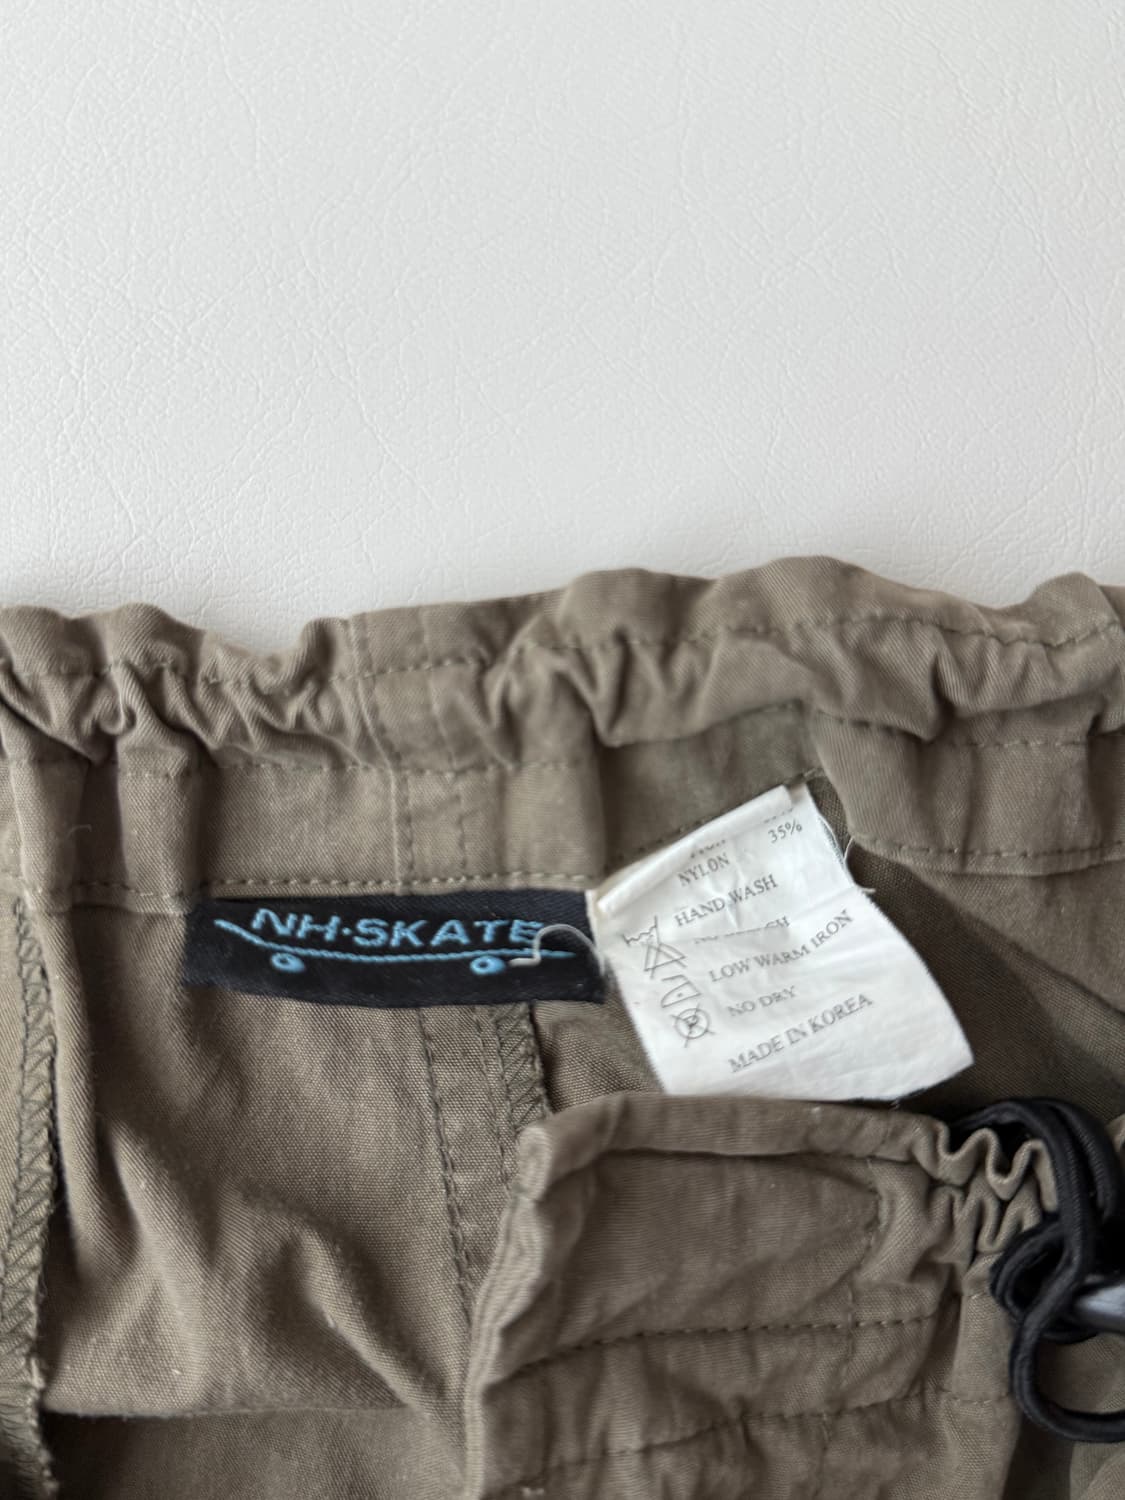 NH·SKATE
35%
NYLON
HAND WASH
LOW WARM IRON
NO DRY
P
MADE IN KOREA